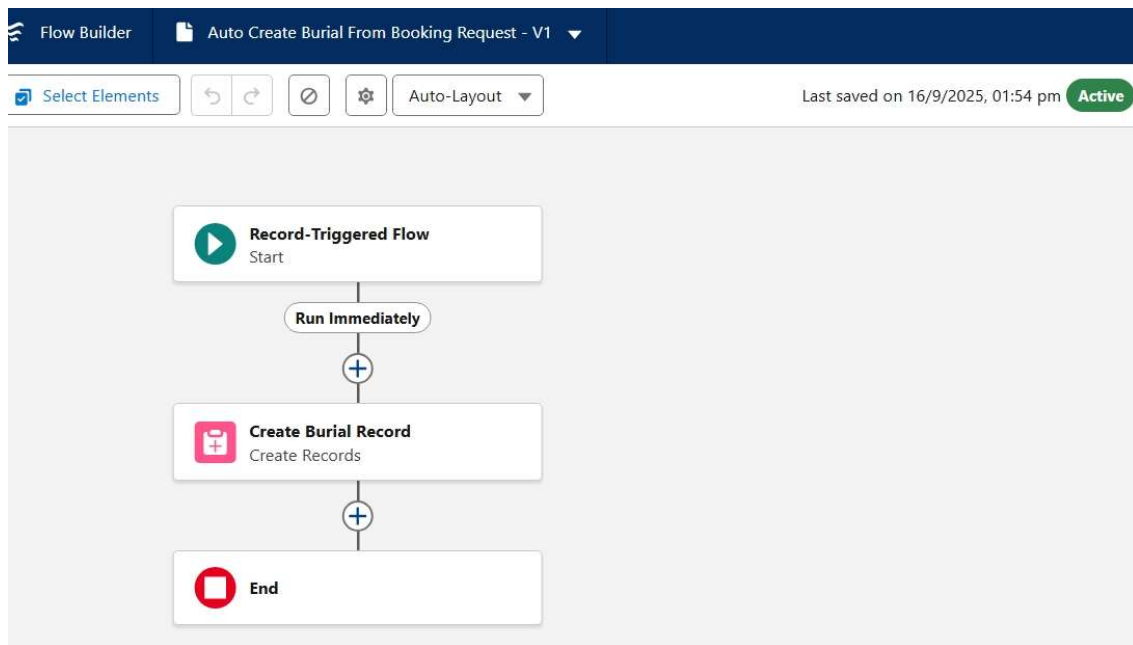 Flow Builder
Auto Create Burial From Booking Request - V1
Select Elements
Auto-Layout
Last saved on 16/9/2025, 01:54 pm
Active
Record-Triggered Flow
Start
Run Immediately
Create Burial Record
Create Records
End